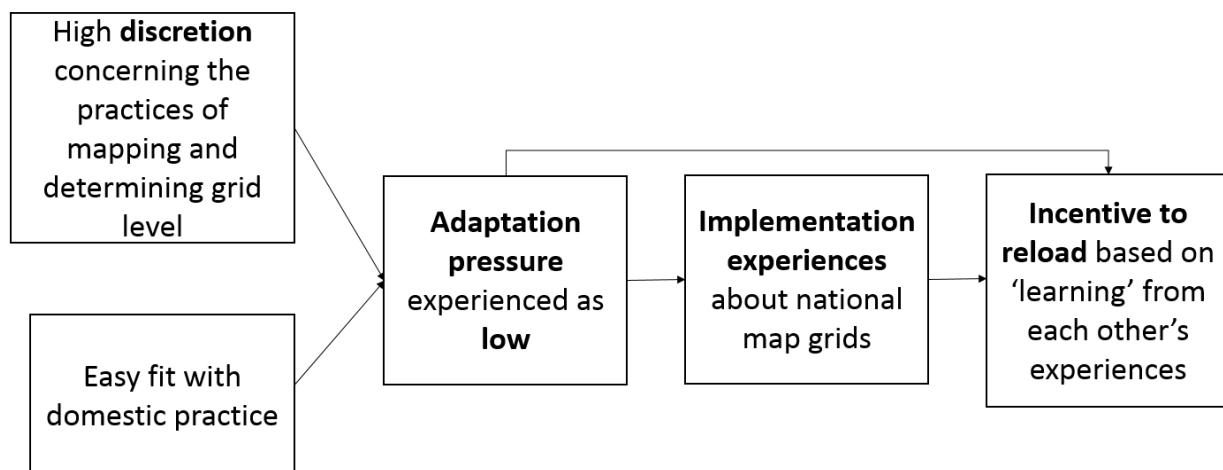 High discretion
concerning the
practices of
mapping and
determining grid
level
Easy fit with
domestic practice
Adaptation
pressure
experienced as
low
Implementation
experiences
about national
map grids
Incentive to
reload based on
‘learning’ from
each other’s
experiences